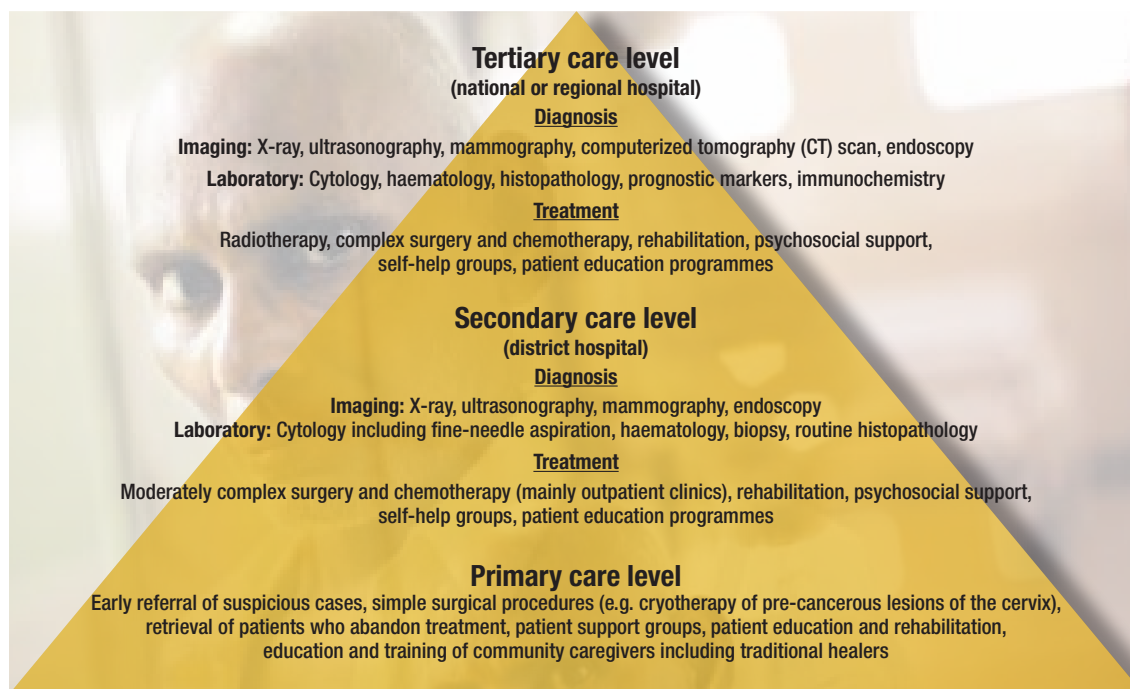 Tertiary care level
(national or regional hospital)
Diagnosis
Imaging: X-ray, ultrasonography, mammography, computerized tomography (CT) scan, endoscopy
Laboratory: Cytology, haematology, histopathology, prognostic markers, immunochemistry
Treatment
Radiotherapy, complex surgery and chemotherapy, rehabilitation, psychosocial support,
self-help groups, patient education programmes
Secondary care level
(district hospital)
Diagnosis
Imaging: X-ray, ultrasonography, mammography, endoscopy
Laboratory: Cytology including fine-needle aspiration, haematology, biopsy, routine histopathology
Treatment
Moderately complex surgery and chemotherapy (mainly outpatient clinics), rehabilitation, psychosocial support,
self-help groups, patient education programmes
Primary care level
Early referral of suspicious cases, simple surgical procedures (e.g. cryotherapy of pre-cancerous lesions of the cervix),
retrieval of patients who abandon treatment, patient support groups, patient education and rehabilitation,
education and training of community caregivers including traditional healers